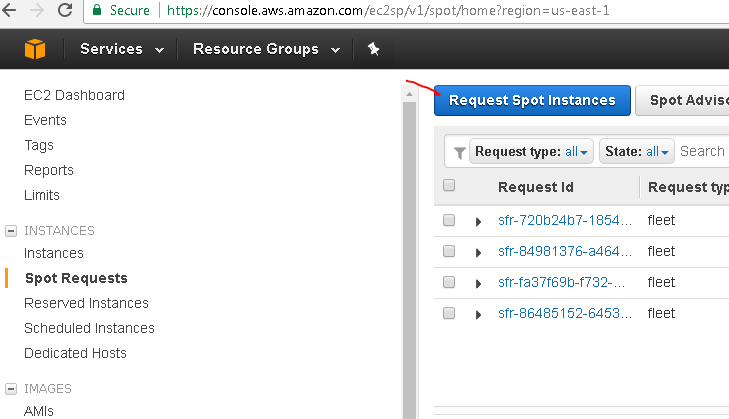 Secure https://console.aws.amazon.com/ec2sp/v1/spot/home?region=us-east-1
Services Resource Groups
EC2 Dashboard
Events
Tags
Reports
Limits
INSTANCES
Instances
Spot Requests
Reserved Instances
Scheduled Instances
Dedicated Hosts
IMAGES
AMIs
Request Spot Instances Spot Adviso
Request type: all State: all Search
Request Id Request typ
sfr-720b24b7-1854... fleet
sfr-84981376-a464... fleet
sfr-fa37f69b-f732-... fleet
sfr-86485152-6453... fleet